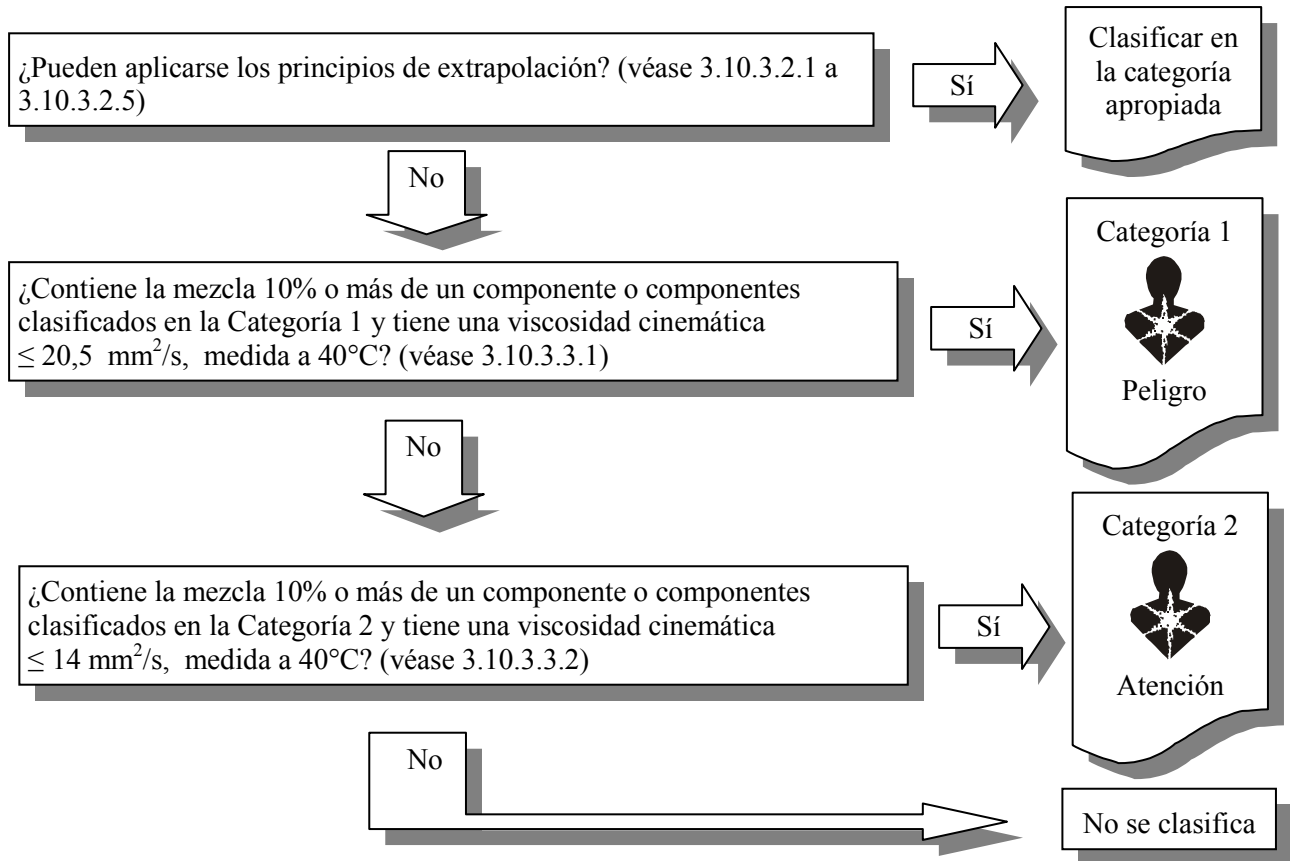 ¿Pueden aplicarse los principios de extrapolación? (véase 3.10.3.2.1 a
3.10.3.2.5)
Sí
Clasificar en
la categoría
apropiada
No
¿Contiene la mezcla 10% o más de un componente o componentes
clasificados en la Categoría 1 y tiene una viscosidad cinemática
≤ 20,5 mm²/s, medida a 40°C? (véase 3.10.3.3.1)
Sí
Categoría 1
Peligro
No
¿Contiene la mezcla 10% o más de un componente o componentes
clasificados en la Categoría 2 y tiene una viscosidad cinemática
≤ 14 mm²/s, medida a 40°C? (véase 3.10.3.3.2)
Sí
Categoría 2
Atención
No
No se clasifica